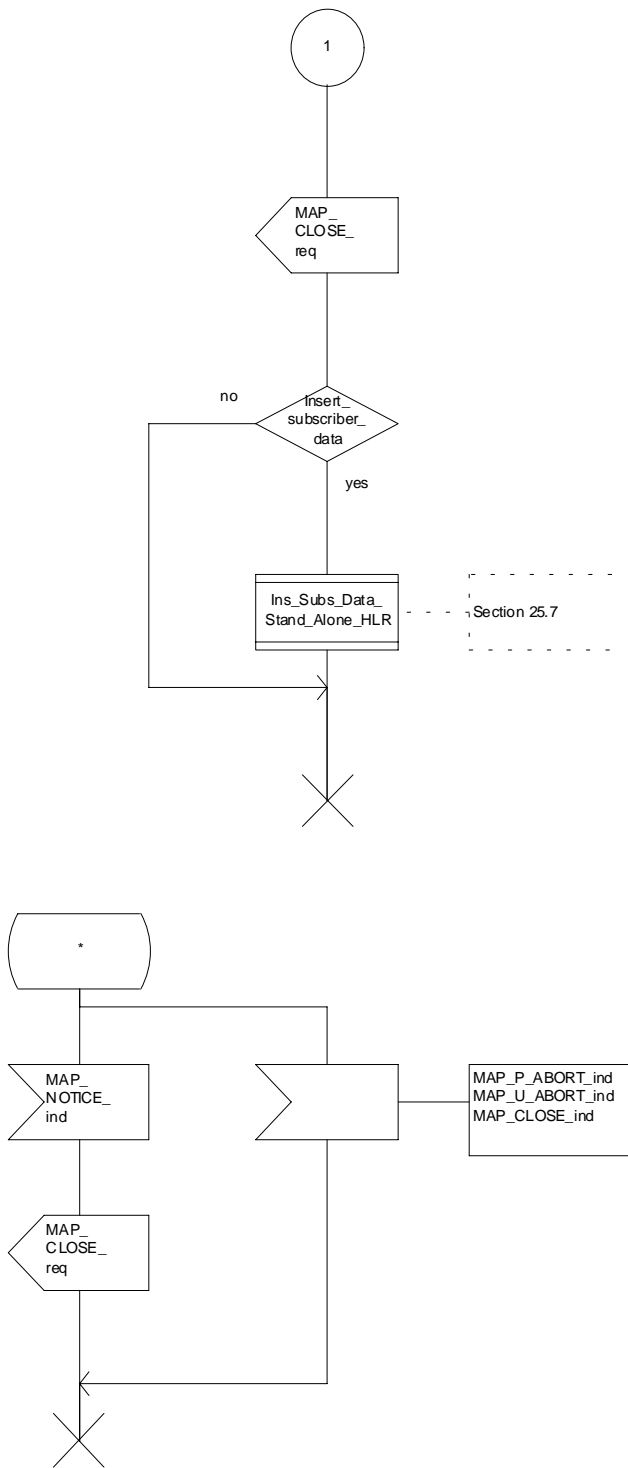 1
MAP_
CLOSE_
req
no
Insert_
subscriber_
data
yes
Ins_Subs_Data_
Stand_Alone_HLR
Section 25.7
*
MAP_
NOTICE_
ind
MAP_P_ABORT_ind
MAP_U_ABORT_ind
MAP_CLOSE_ind
MAP_
CLOSE_
req